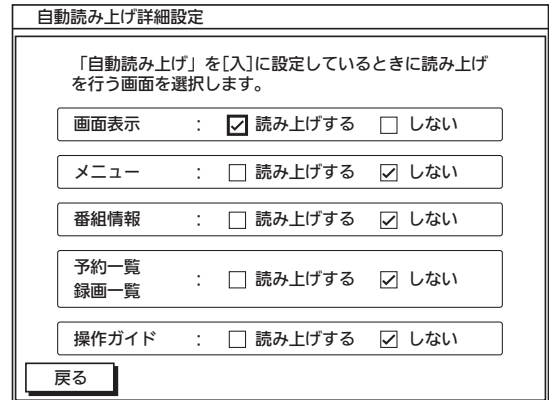 自動読み上げ詳細設定
「自動読み上げ」を[入]に設定しているときに読み上げ
を行う画面を選択します。
画面表示 : ☑ 読み上げする □ しない
メニュー : □ 読み上げする ☑ しない
番組情報 : □ 読み上げする ☑ しない
予約一覧
録画一覧 : □ 読み上げする ☑ しない
操作ガイド : □ 読み上げする ☑ しない
戻る